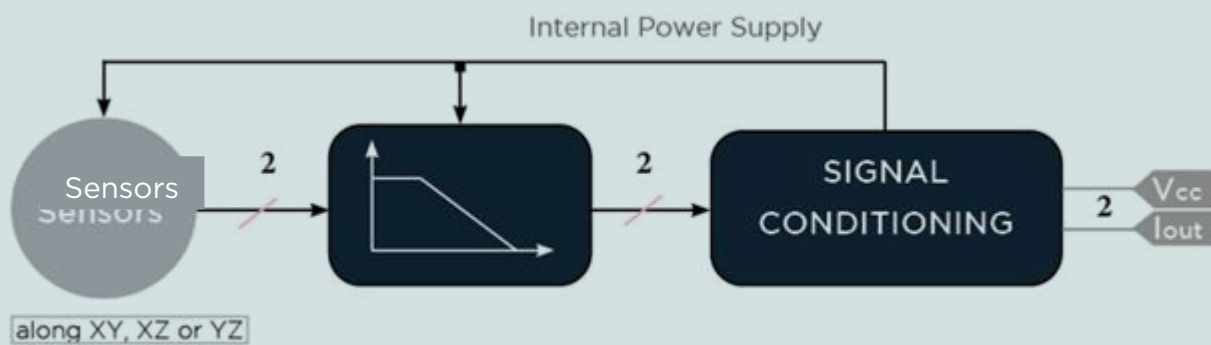 Internal Power Supply
Sensors
Sensors
2
2
SIGNAL
CONDITIONING
2
Vcc
Iout
along XY, XZ or YZ